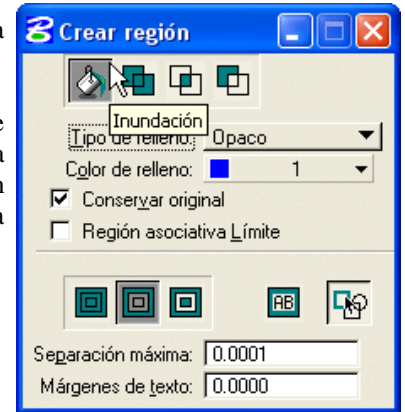 a
e
a
n
a
Crear región
Inundación
Tipo de relleno: Opaco
Color de relleno: 1
Conservar original
Región asociativa Límite
AB
Separación máxima: 0.0001
Márgenes de texto: 0.0000